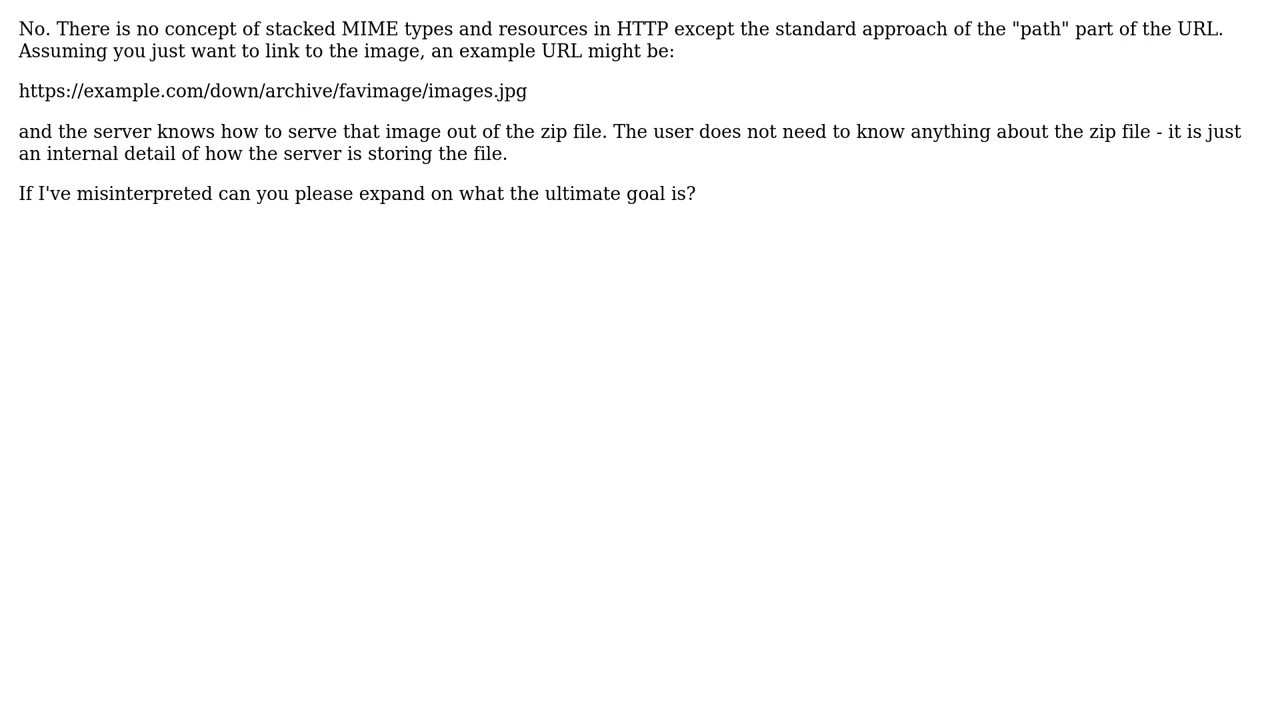 No. There is no concept of stacked MIME types and resources in HTTP except the standard approach of the "path" part of the URL.
Assuming you just want to link to the image, an example URL might be:
https://example.com/down/archive/favimage/images.jpg
and the server knows how to serve that image out of the zip file. The user does not need to know anything about the zip file - it is just
an internal detail of how the server is storing the file.
If I've misinterpreted can you please expand on what the ultimate goal is?